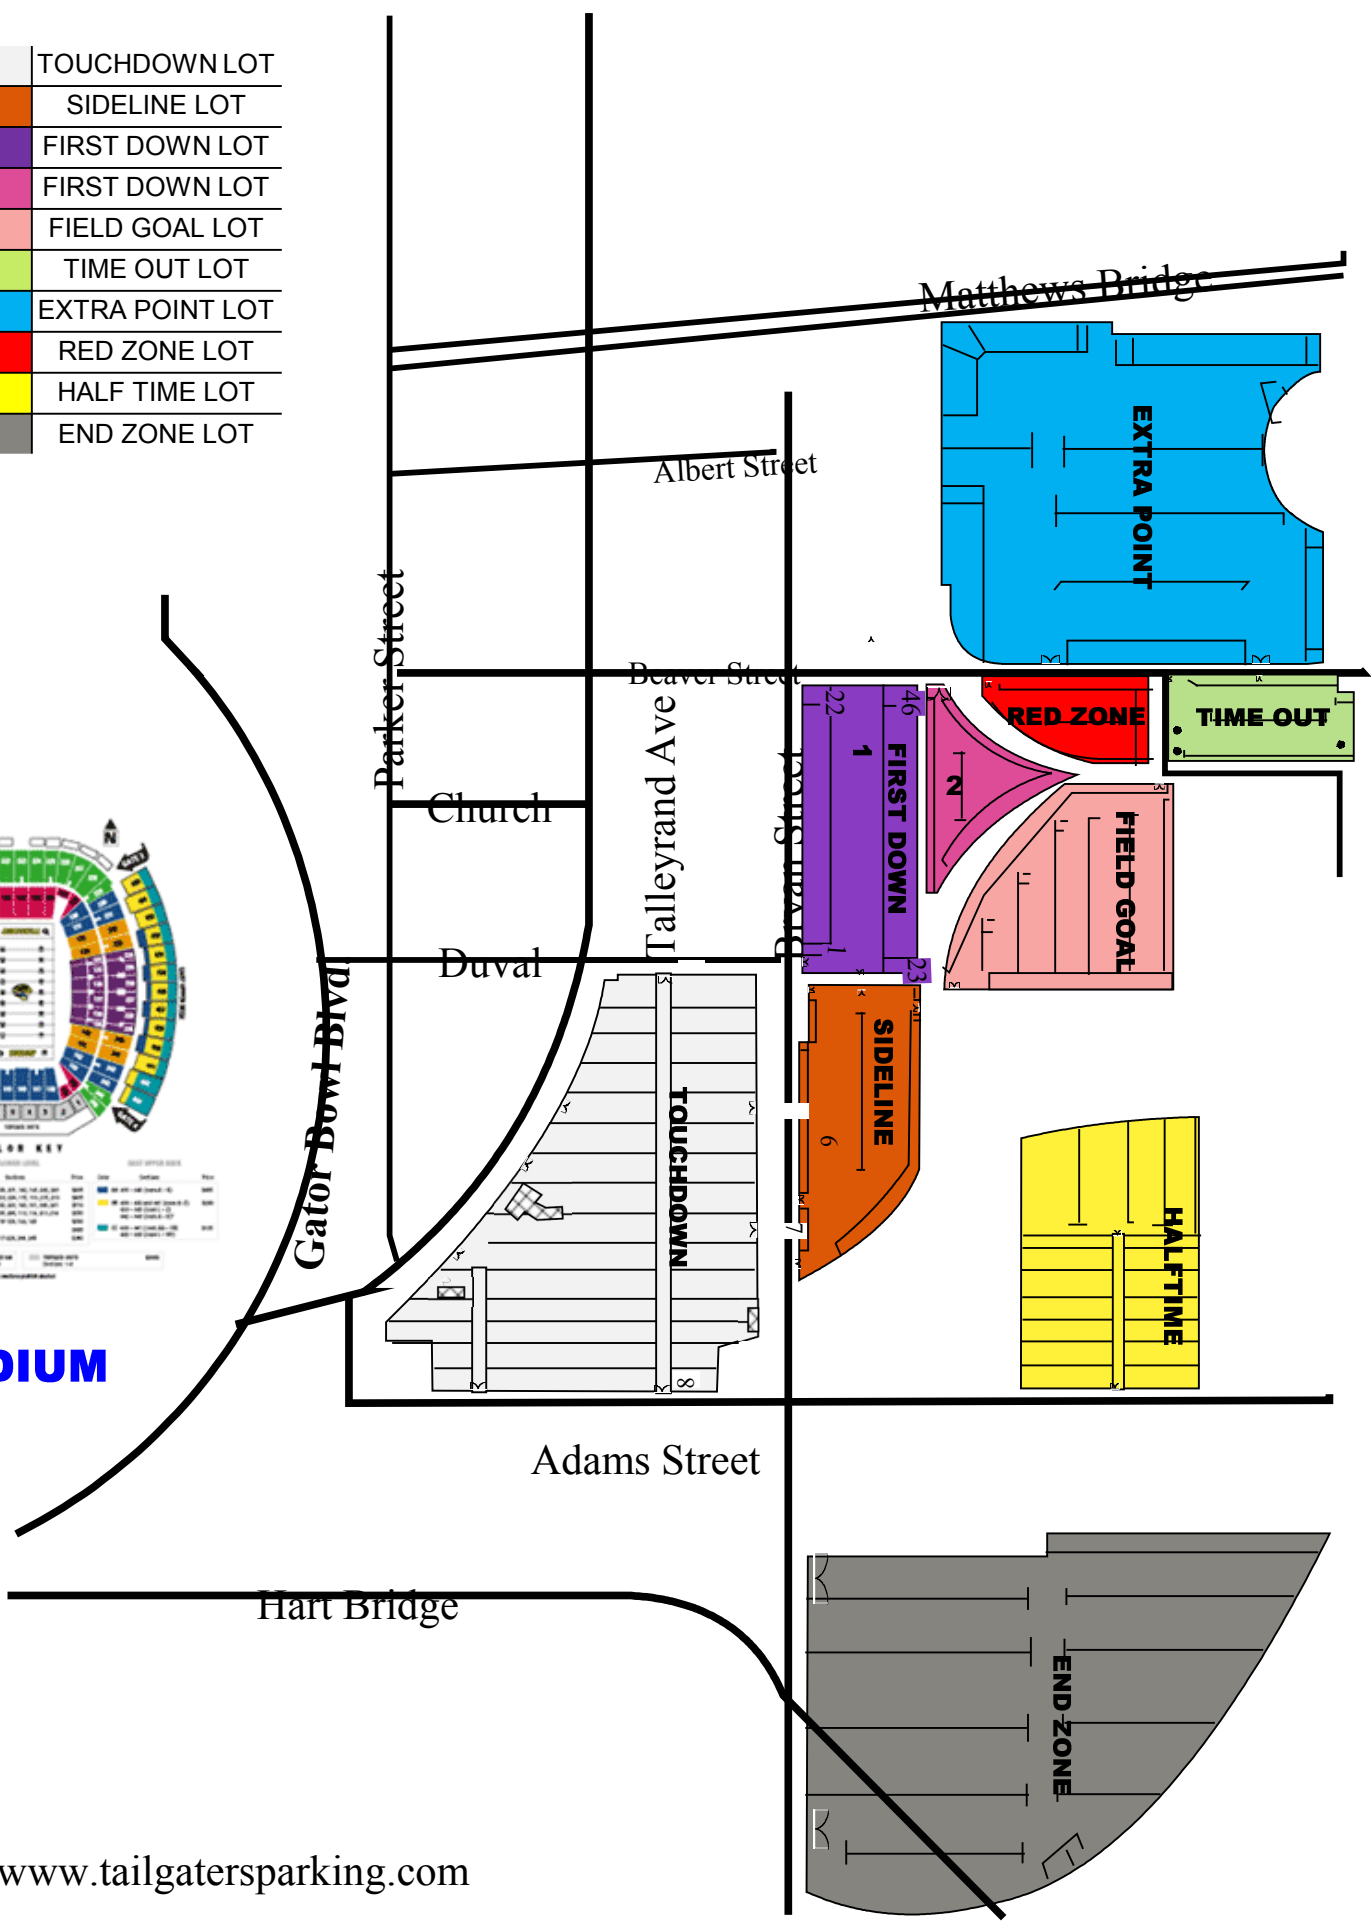 TOUCHDOWN LOT
SIDELINE LOT
FIRST DOWN LOT
FIRST DOWN LOT
FIELD GOAL LOT
TIME OUT LOT
EXTRA POINT LOT
RED ZONE LOT
HALF TIME LOT
END ZONE LOT
Matthews Bridge
EXTRA POINT
Albert Street
Parker Street
Beaver Street
Talleyrand Ave
Bryan Street
22
46
1
FIRST DOWN
2
RED ZONE
TIME OUT
Church
FIELD GOAL
Duval
1
23
N
Gator Bowl Blvd.
TOUCHDOWN
SIDELINE
6
7
HALFTIME
8
DIUM
Adams Street
Hart Bridge
END ZONE
www.tailgatersparking.com